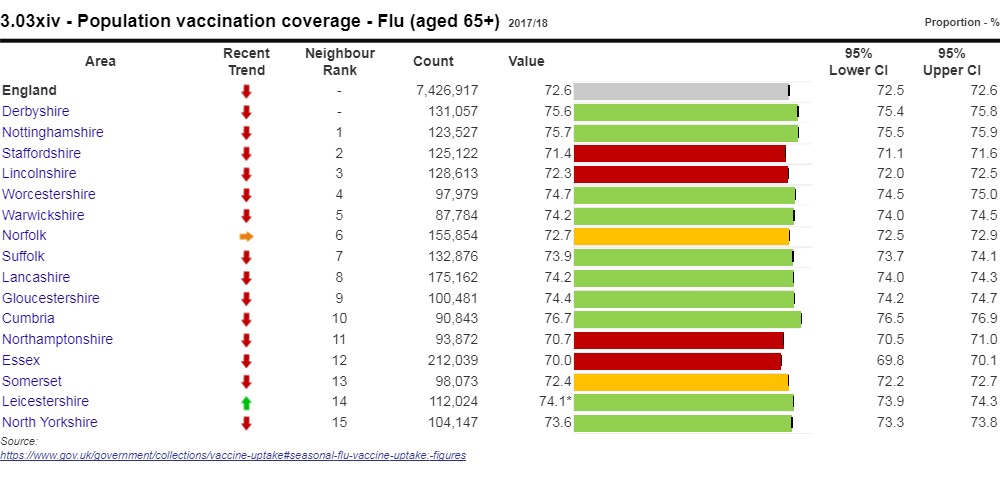 3.03xiv - Population vaccination coverage - Flu (aged 65+) 2017/18 Proportion - %
Area Recent Trend Neighbour Rank Count Value 95% Lower CI 95% Upper CI
England - 7,426,917 72.6 72.5 72.6
Derbyshire - 131,057 75.6 75.4 75.8
Nottinghamshire 1 123,527 75.7 75.5 75.9
Staffordshire 2 125,122 71.4 71.1 71.6
Lincolnshire 3 128,613 72.3 72.0 72.5
Worcestershire 4 97,979 74.7 74.5 75.0
Warwickshire 5 87,784 74.2 74.0 74.5
Norfolk 6 155,854 72.7 72.5 72.9
Suffolk 7 132,876 73.9 73.7 74.1
Lancashire 8 175,162 74.2 74.0 74.3
Gloucestershire 9 100,481 74.4 74.2 74.7
Cumbria 10 90,843 76.7 76.5 76.9
Northamptonshire 11 93,872 70.7 70.5 71.0
Essex 12 212,039 70.0 69.8 70.1
Somerset 13 98,073 72.4 72.2 72.7
Leicestershire 14 112,024 74.1* 73.9 74.3
North Yorkshire 15 104,147 73.6 73.3 73.8
Source:
https://www.gov.uk/government/collections/vaccine-uptake#seasonal-flu-vaccine-uptake:-figures